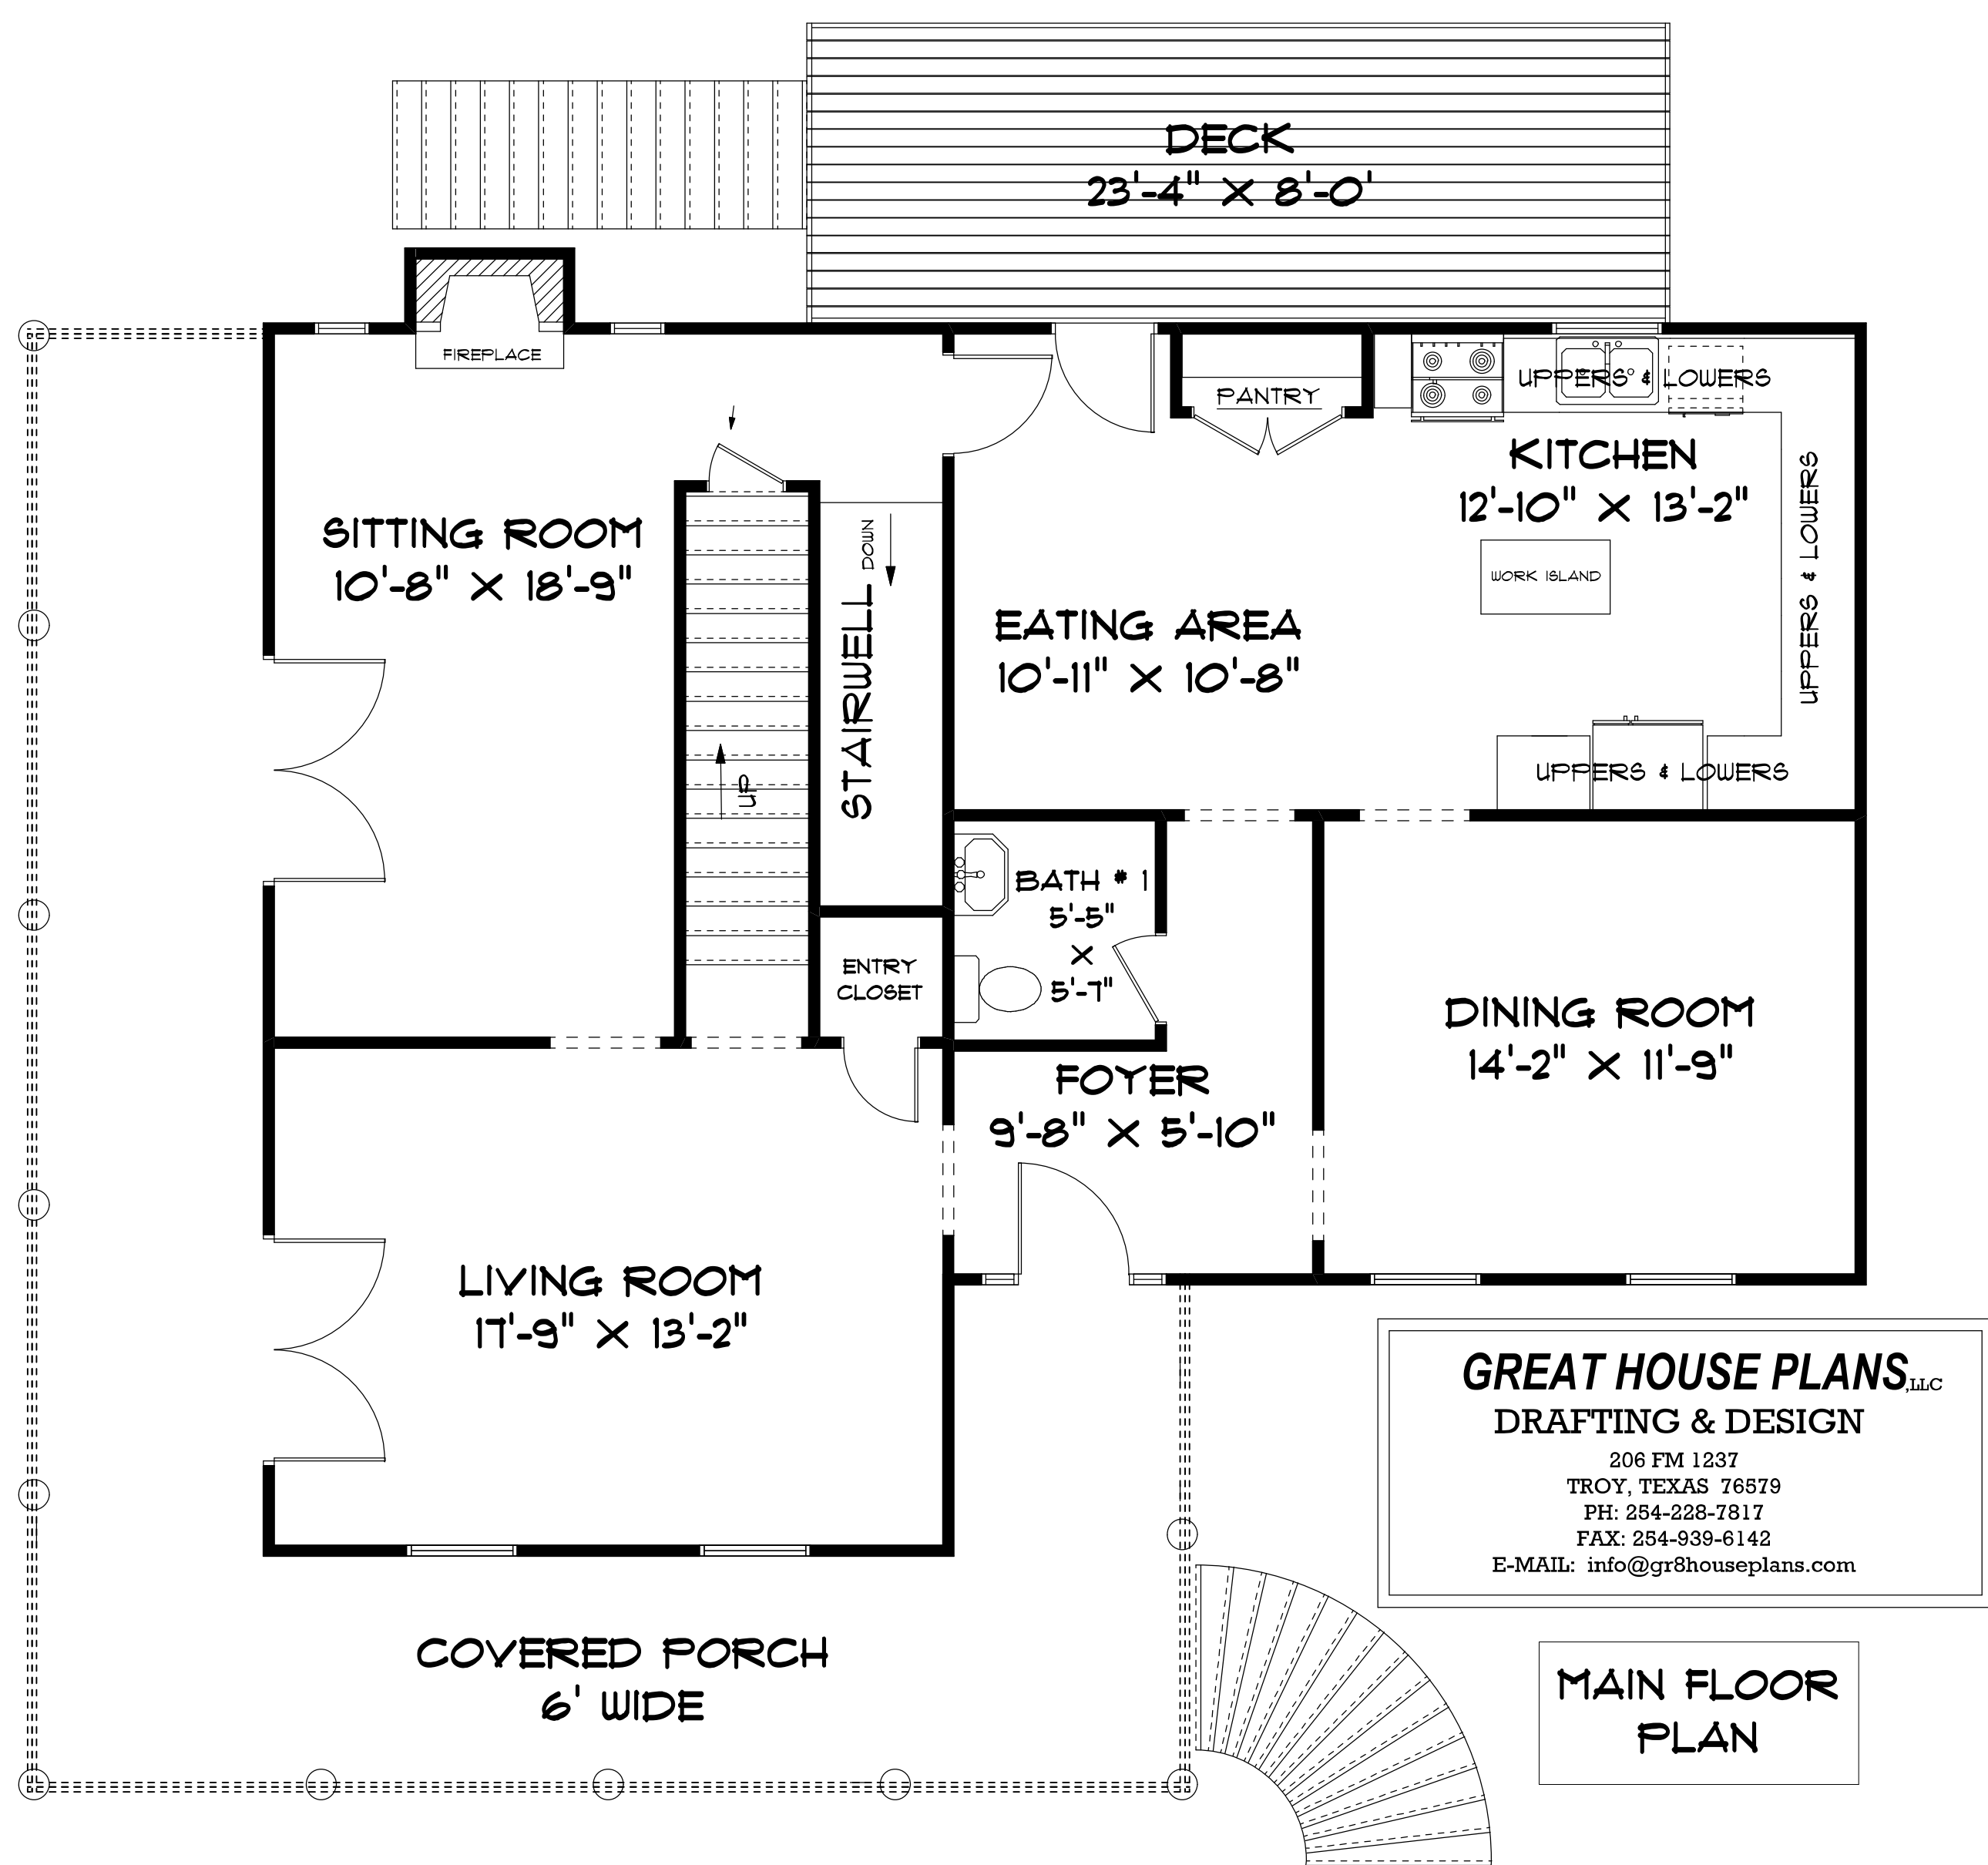 DECK
23'-4" X 8'-0'
FIREPLACE
PANTRY
UPPERS & LOWERS
KITCHEN
12'-10" X 13'-2"
UPPERS & LOWERS
WORK ISLAND
SITTING ROOM
10'-8" X 18'-9"
DOWN
STAIRWELL
UP
EATING AREA
10'-11" X 10'-8"
UPPERS & LOWERS
BATH # 1
5'-5"
X
5'-7"
ENTRY
CLOSET
FOYER
9'-8" X 5'-10"
DINING ROOM
14'-2" X 11'-9"
LIVING ROOM
17'-9" X 13'-2"
COVERED PORCH
6' WIDE
GREAT HOUSE PLANS,LLC
DRAFTING & DESIGN
206 FM 1237
TROY, TEXAS 76579
PH: 254-228-7817
FAX: 254-939-6142
E-MAIL: info@gr8houseplans.com
MAIN FLOOR
PLAN